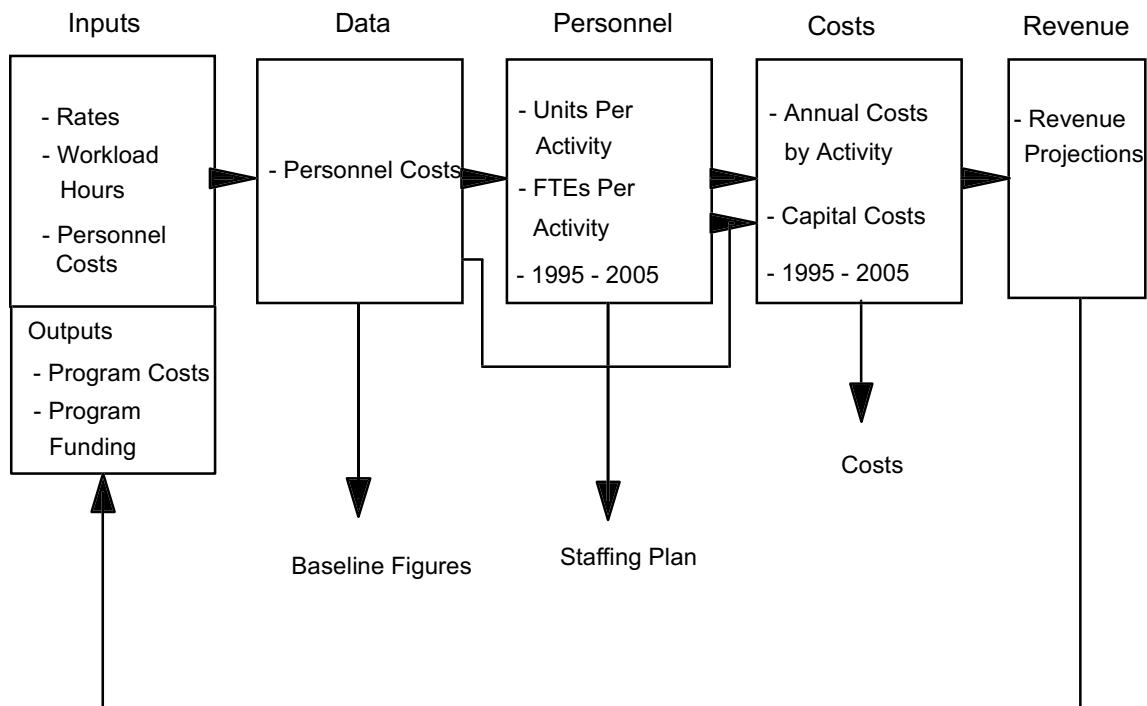 Inputs
Data
Personnel
Costs
Revenue
- Rates
- Workload
Hours
- Personnel
Costs
Outputs
- Program Costs
- Program
Funding
- Personnel Costs
- Units Per
Activity
- FTEs Per
Activity
- 1995 - 2005
- Annual Costs
by Activity
- Capital Costs
- 1995 - 2005
- Revenue
Projections
Baseline Figures
Staffing Plan
Costs